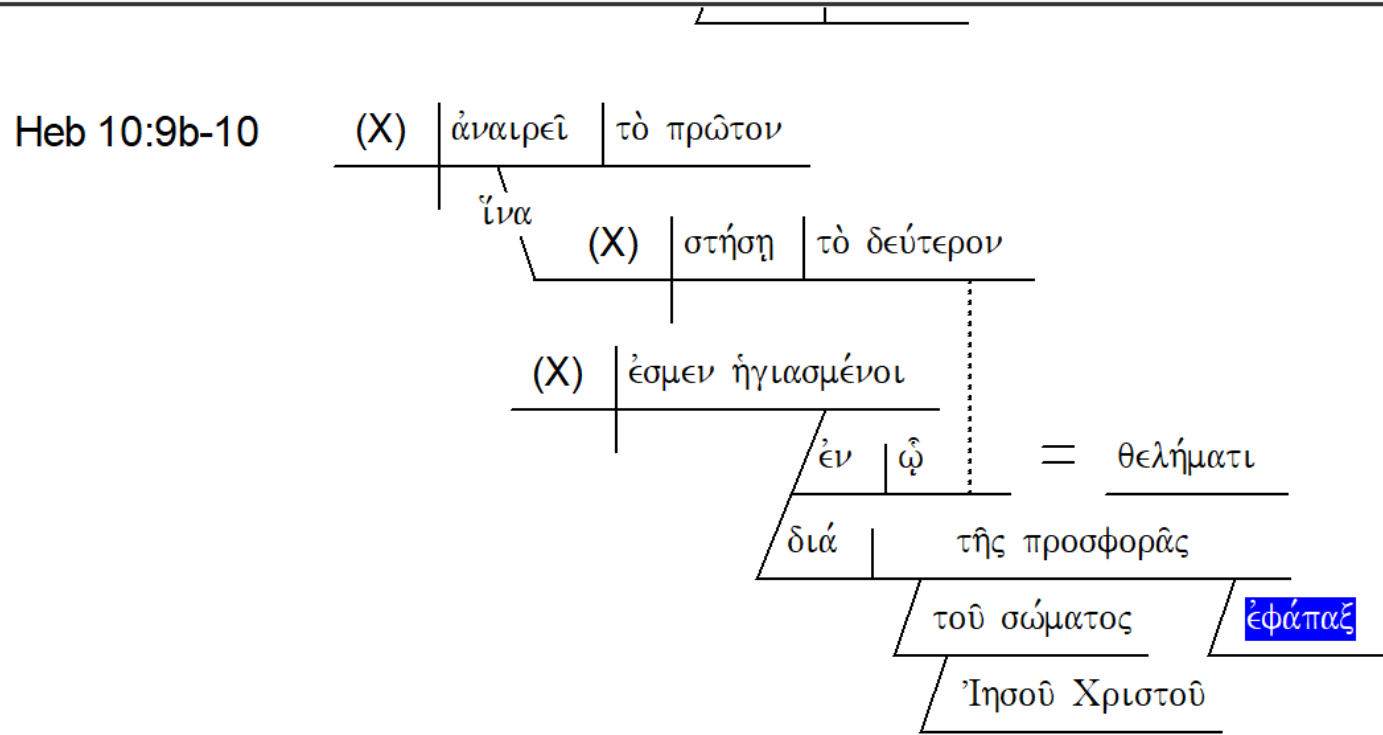 Heb 10:9b-10 (X) ἀναιρεῖ τὸ πρῶτον
ἵνα
(X) στήσῃ τὸ δεύτερον
(X) ἐσμεν ἡγιασμένοι
ἐν ᾧ = θελήματι
διά τῆς προσφορᾶς
τοῦ σώματος ἐφάπαξ
Ἰησοῦ Χριστοῦ